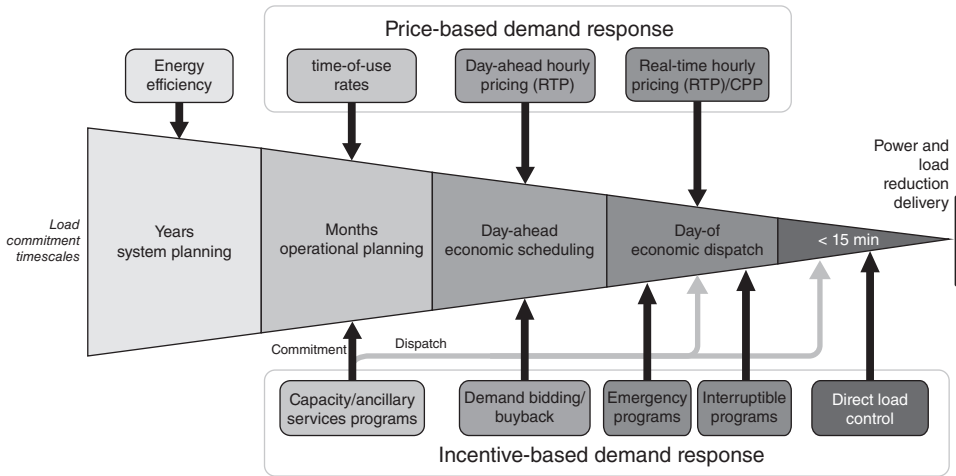 Price-based demand response
Energy
efficiency
time-of-use
rates
Day-ahead hourly
pricing (RTP)
Real-time hourly
pricing (RTP)/CPP
Power and
load
reduction
delivery
Load
commitment
timescales
Years
system planning
Months
operational planning
Day-ahead
economic scheduling
Day-of
economic dispatch
< 15 min
Commitment
Dispatch
Capacity/ancillary
services programs
Demand bidding/
buyback
Emergency
programs
Interruptible
programs
Direct load
control
Incentive-based demand response